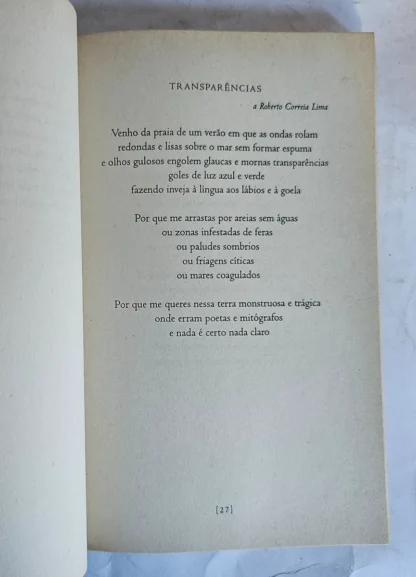 TRANSPARÊNCIAS
a Roberto Correia Lima
Venho da praia de um verão em que as ondas rolam
redondas e lisas sobre o mar sem formar espuma
e olhos gulosos engolem glaucas e mornas transparências
goles de luz azul e verde
fazendo inveja à língua aos lábios e à goela
Por que me arrastas por areias sem águas
ou zonas infestadas de feras
ou paludes sombrios
ou friagens cíticas
ou mares coagulados
Por que me queres nessa terra monstruosa e trágica
onde erram poetas e mitógrafos
e nada é certo nada claro
[27]